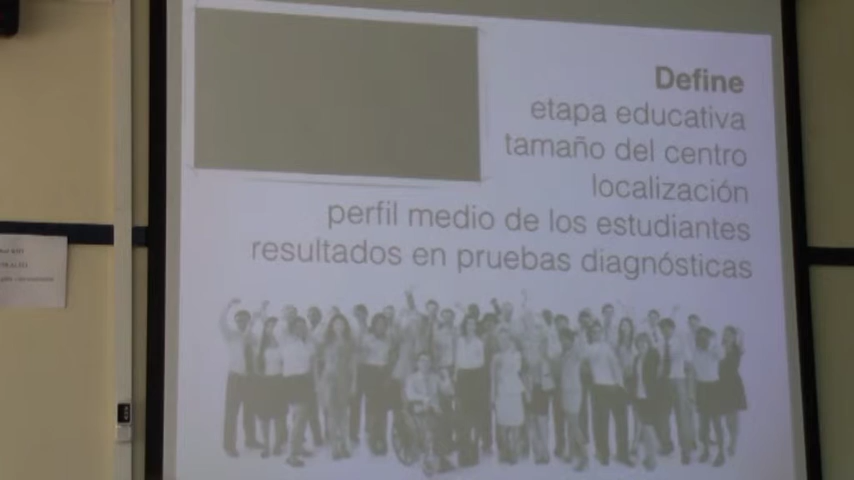 Define
etapa educativa
tamaño del centro
localización
perfil medio de los estudiantes
resultados en pruebas diagnósticas